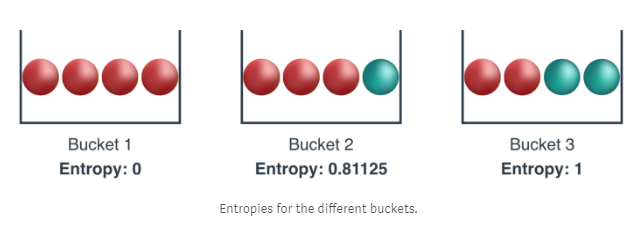 Bucket 1
Entropy: 0
Bucket 2
Entropy: 0.81125
Bucket 3
Entropy: 1
Entropies for the different buckets.